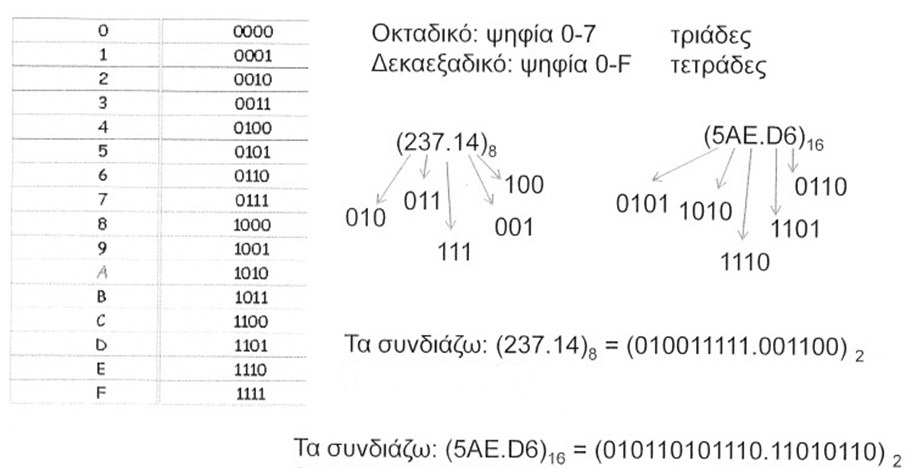 0 0000
1 0001
2 0010
3 0011
4 0100
5 0101
6 0110
7 0111
8 1000
9 1001
A 1010
B 1011
C 1100
D 1101
E 1110
F 1111
Οκταδικό: ψηφία 0-7 τριάδες
Δεκαεξαδικό: ψηφία 0-F τετράδες
(237.14)8
010
011
111
001
100
(5AE.D6)16
0101
1010
1110
1101
0110
Τα συνδιάζω: (237.14)8 = (010011111.001100) 2
Τα συνδιάζω: (5AE.D6)16 = (010110101110.11010110) 2